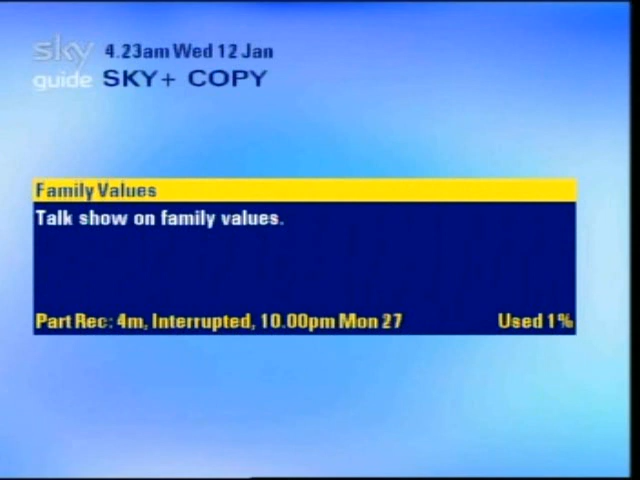 sky 4.23am Wed 12 Jan
guide SKY+ COPY
Family Values
Talk show on family values.
Part Rec: 4m, Interrupted, 10.00pm Mon 27 Used 1%